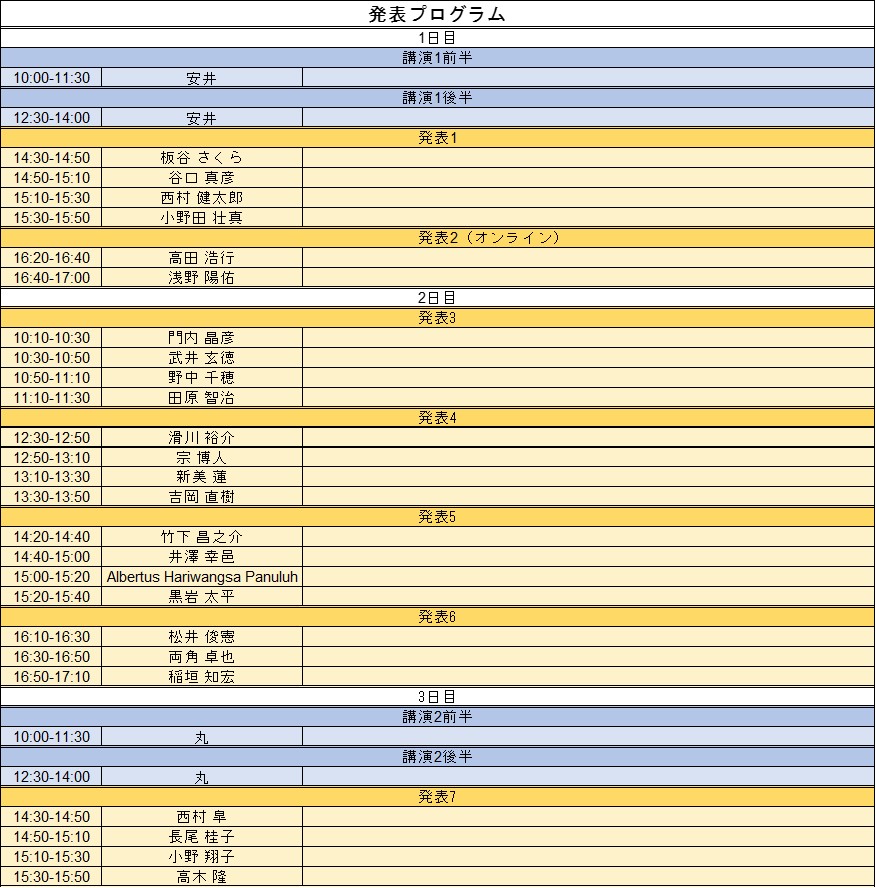 発表プログラム
1日目
講演1前半
10:00-11:30 安井
講演1後半
12:30-14:00 安井
発表1
14:30-14:50 板谷 さくら
14:50-15:10 谷口 真彦
15:10-15:30 西村 健太郎
15:30-15:50 小野田 壮真
発表2（オンライン）
16:20-16:40 高田 浩行
16:40-17:00 浅野 陽佑
2日目
発表3
10:10-10:30 門内 晶彦
10:30-10:50 武井 玄徳
10:50-11:10 野中 千穂
11:10-11:30 田原 智治
発表4
12:30-12:50 滑川 裕介
12:50-13:10 宗 博人
13:10-13:30 新美 蓮
13:30-13:50 吉岡 直樹
発表5
14:20-14:40 竹下 昌之介
14:40-15:00 井澤 幸邑
15:00-15:20 Albertus Hariwangsa Panuluh
15:20-15:40 黒岩 太平
発表6
16:10-16:30 松井 俊憲
16:30-16:50 両角 卓也
16:50-17:10 稲垣 知宏
3日目
講演2前半
10:00-11:30 丸
講演2後半
12:30-14:00 丸
発表7
14:30-14:50 西村 皐
14:50-15:10 長尾 桂子
15:10-15:30 小野 翔子
15:30-15:50 高木 隆